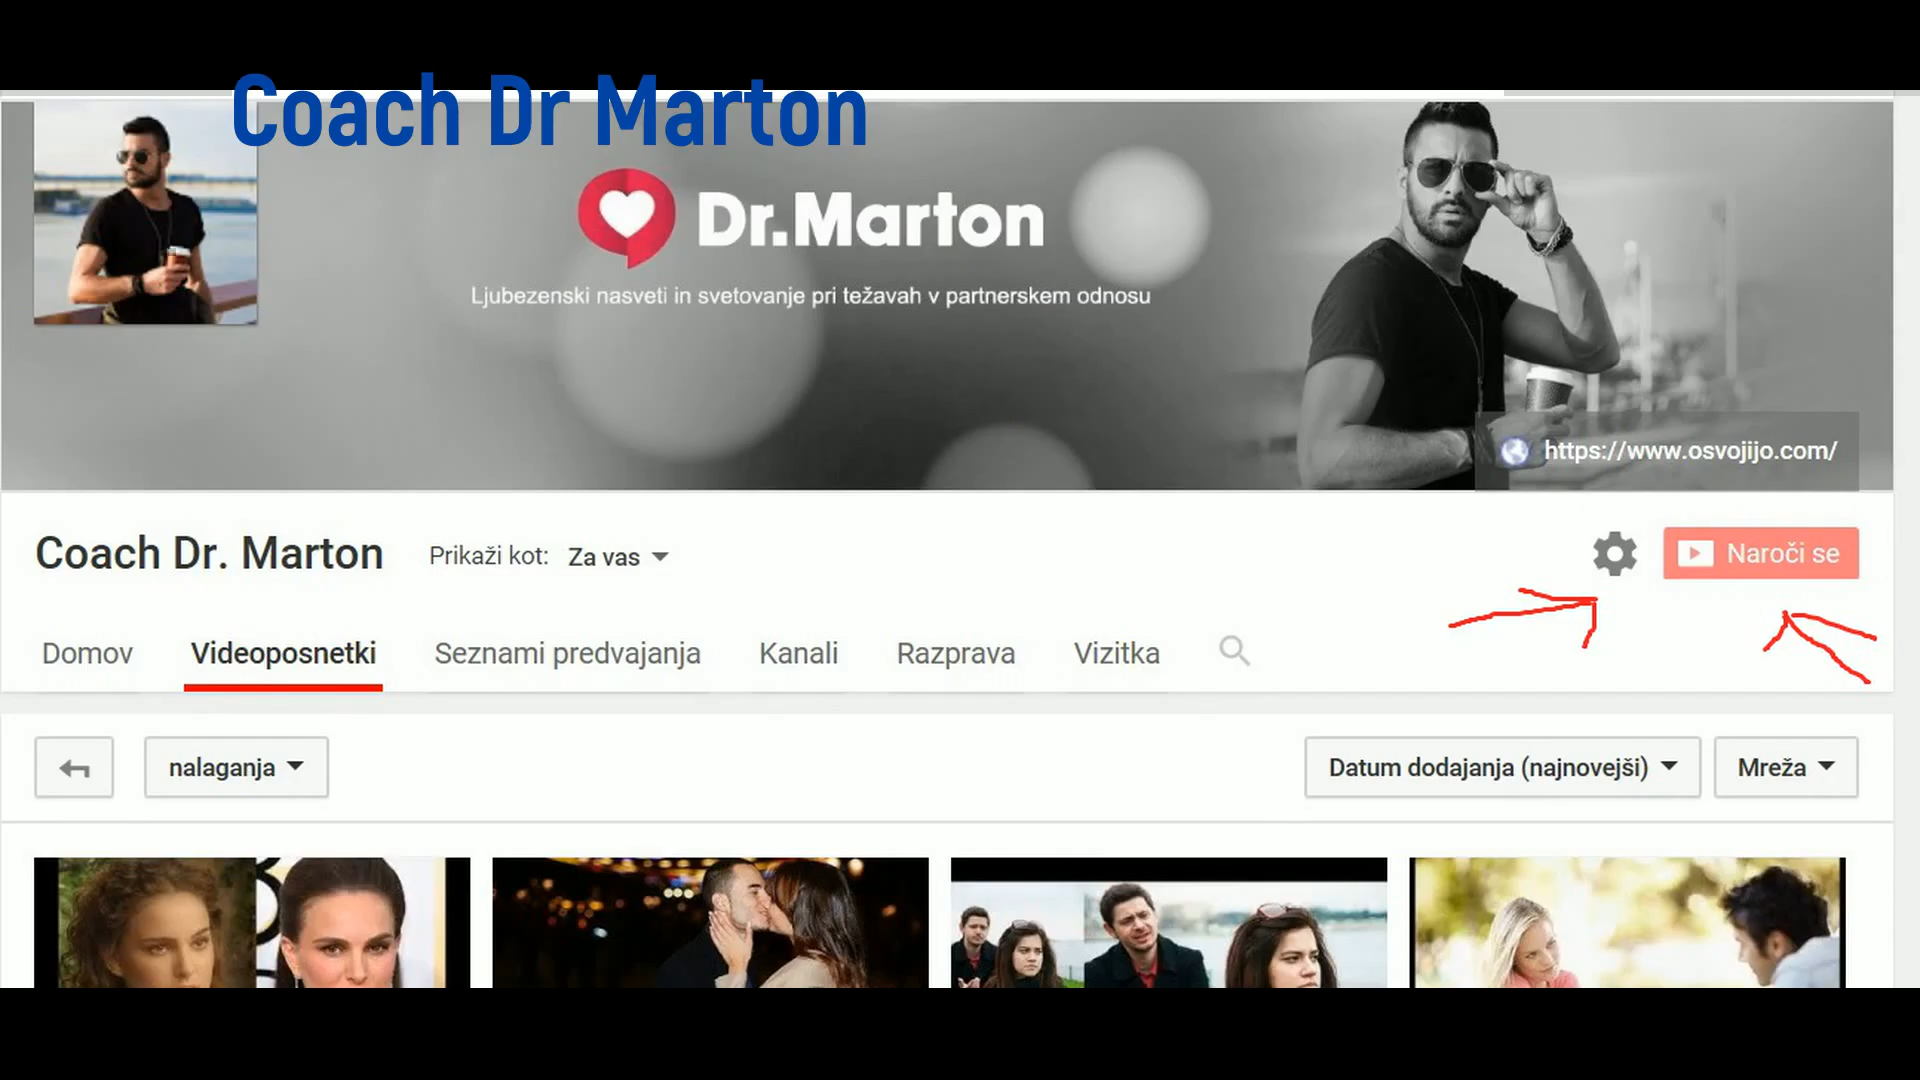 Coach Dr Marton
Dr.Marton
Ljubezenski nasveti in svetovanje pri težavah v partnerskem odnosu
https://www.osvojijo.com/
Coach Dr. Marton Prikaži kot: Za vas Naroči se
Domov Videoposnetki Seznami predvajanja Kanali Razprava Vizitka
nalaganja Datum dodajanja (najnovejši) Mreža